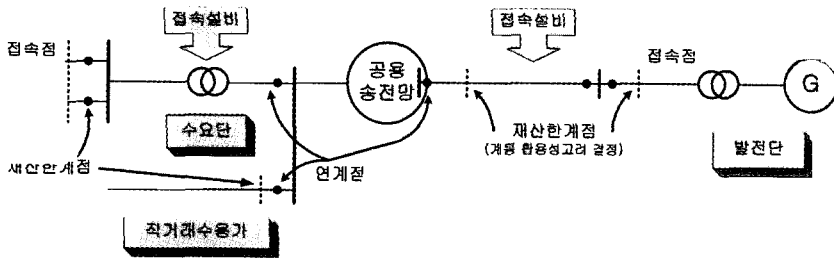 접속설비
접속설비
접속점
접속점
공용
송전망
G
수요단
재산한계점
(계통 활용성고려 결정)
발전단
재산한계점
연계점
직거래수용가